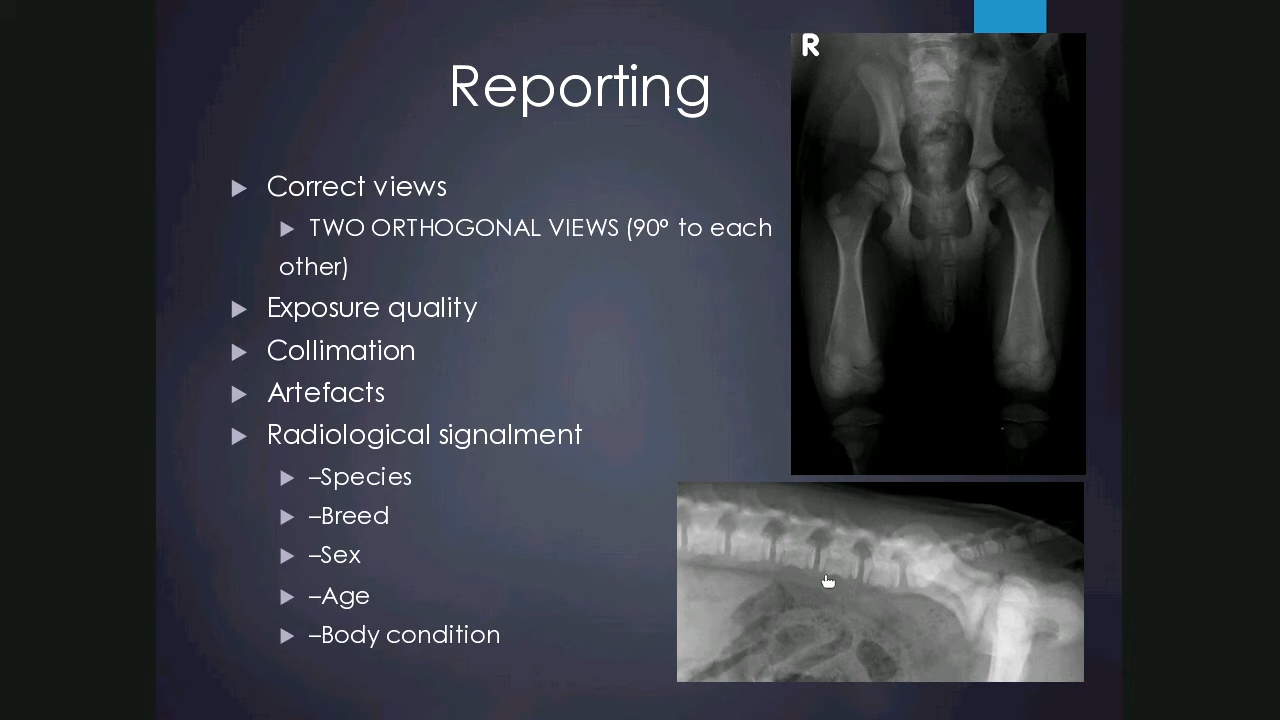 Reporting
R
Correct views
TWO ORTHOGONAL VIEWS (90º to each
other)
Exposure quality
Collimation
Artefacts
Radiological signalment
–Species
–Breed
–Sex
–Age
–Body condition